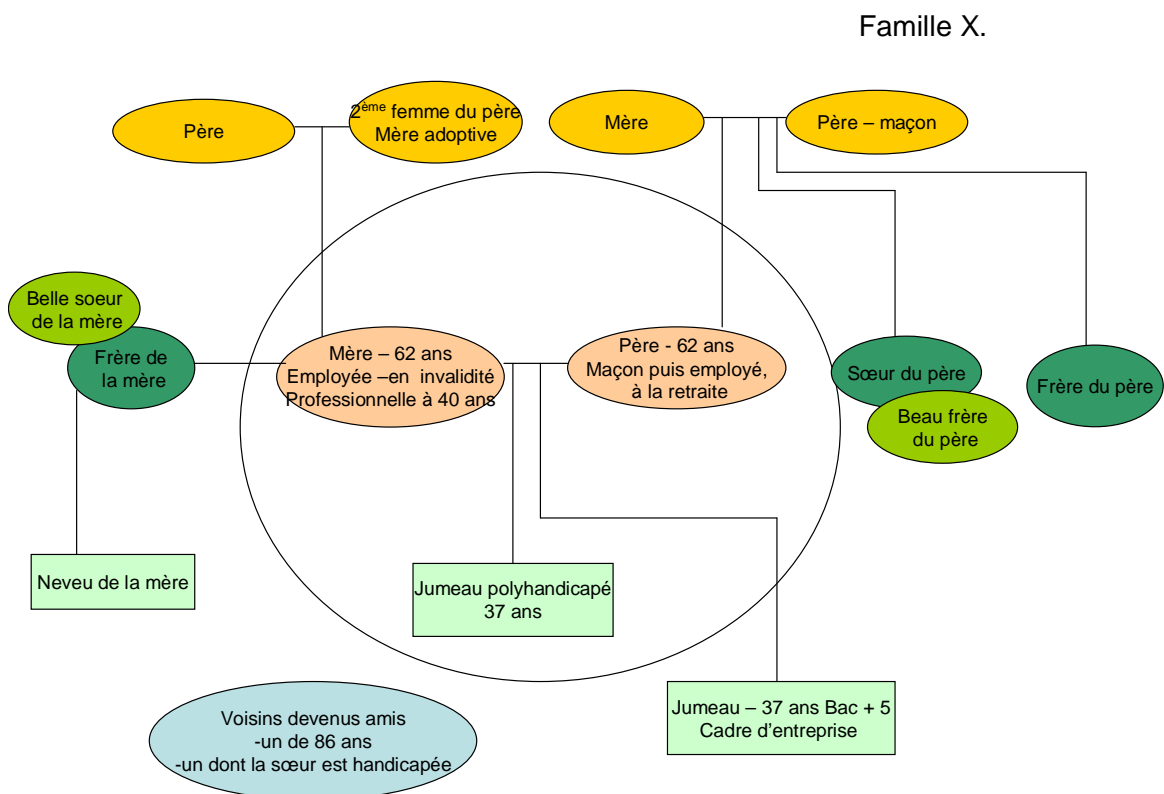 Famille X.
Père
2ème femme du père
Mère adoptive
Mère
Père – maçon
Belle soeur
de la mère
Frère de
la mère
Mère – 62 ans
Employée –en invalidité
Professionnelle à 40 ans
Père - 62 ans
Maçon puis employé,
à la retraite
Sœur du père
Beau frère
du père
Frère du père
Neveu de la mère
Jumeau polyhandicapé
37 ans
Jumeau – 37 ans Bac + 5
Cadre d'entreprise
Voisins devenus amis
-un de 86 ans
-un dont la sœur est handicapée